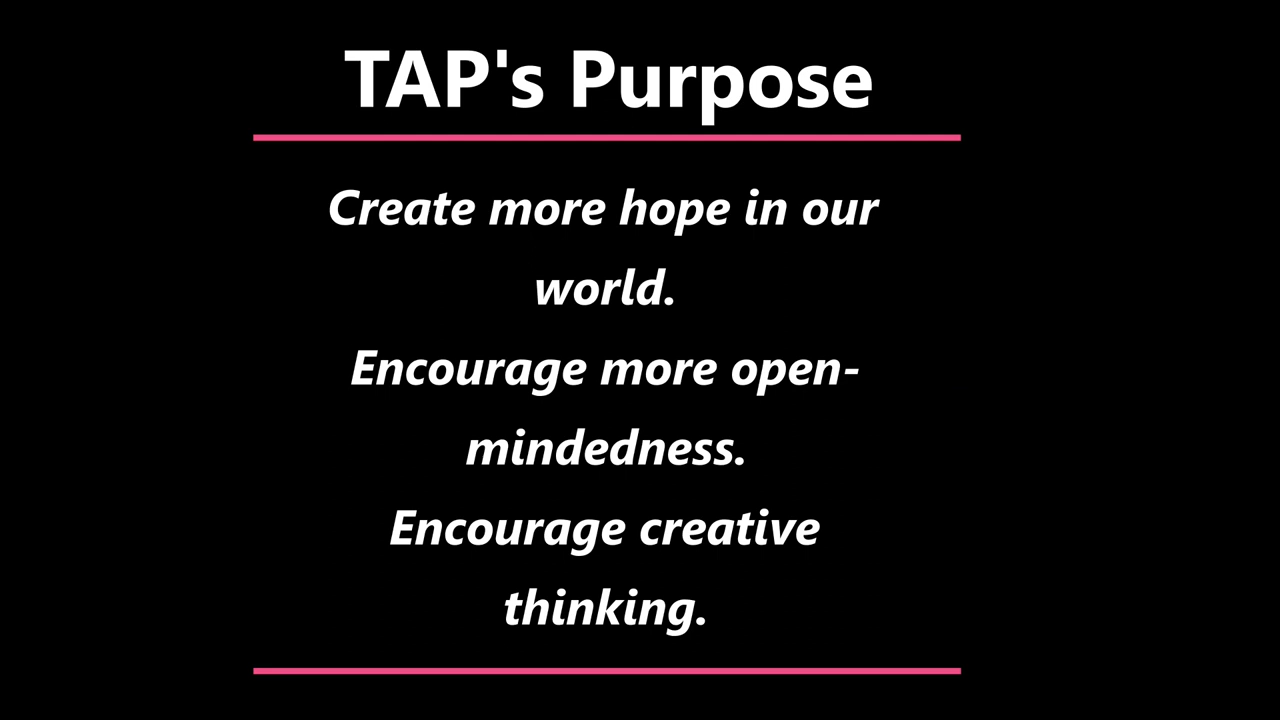 TAP's Purpose
Create more hope in our
world.
Encourage more open-
mindedness.
Encourage creative
thinking.